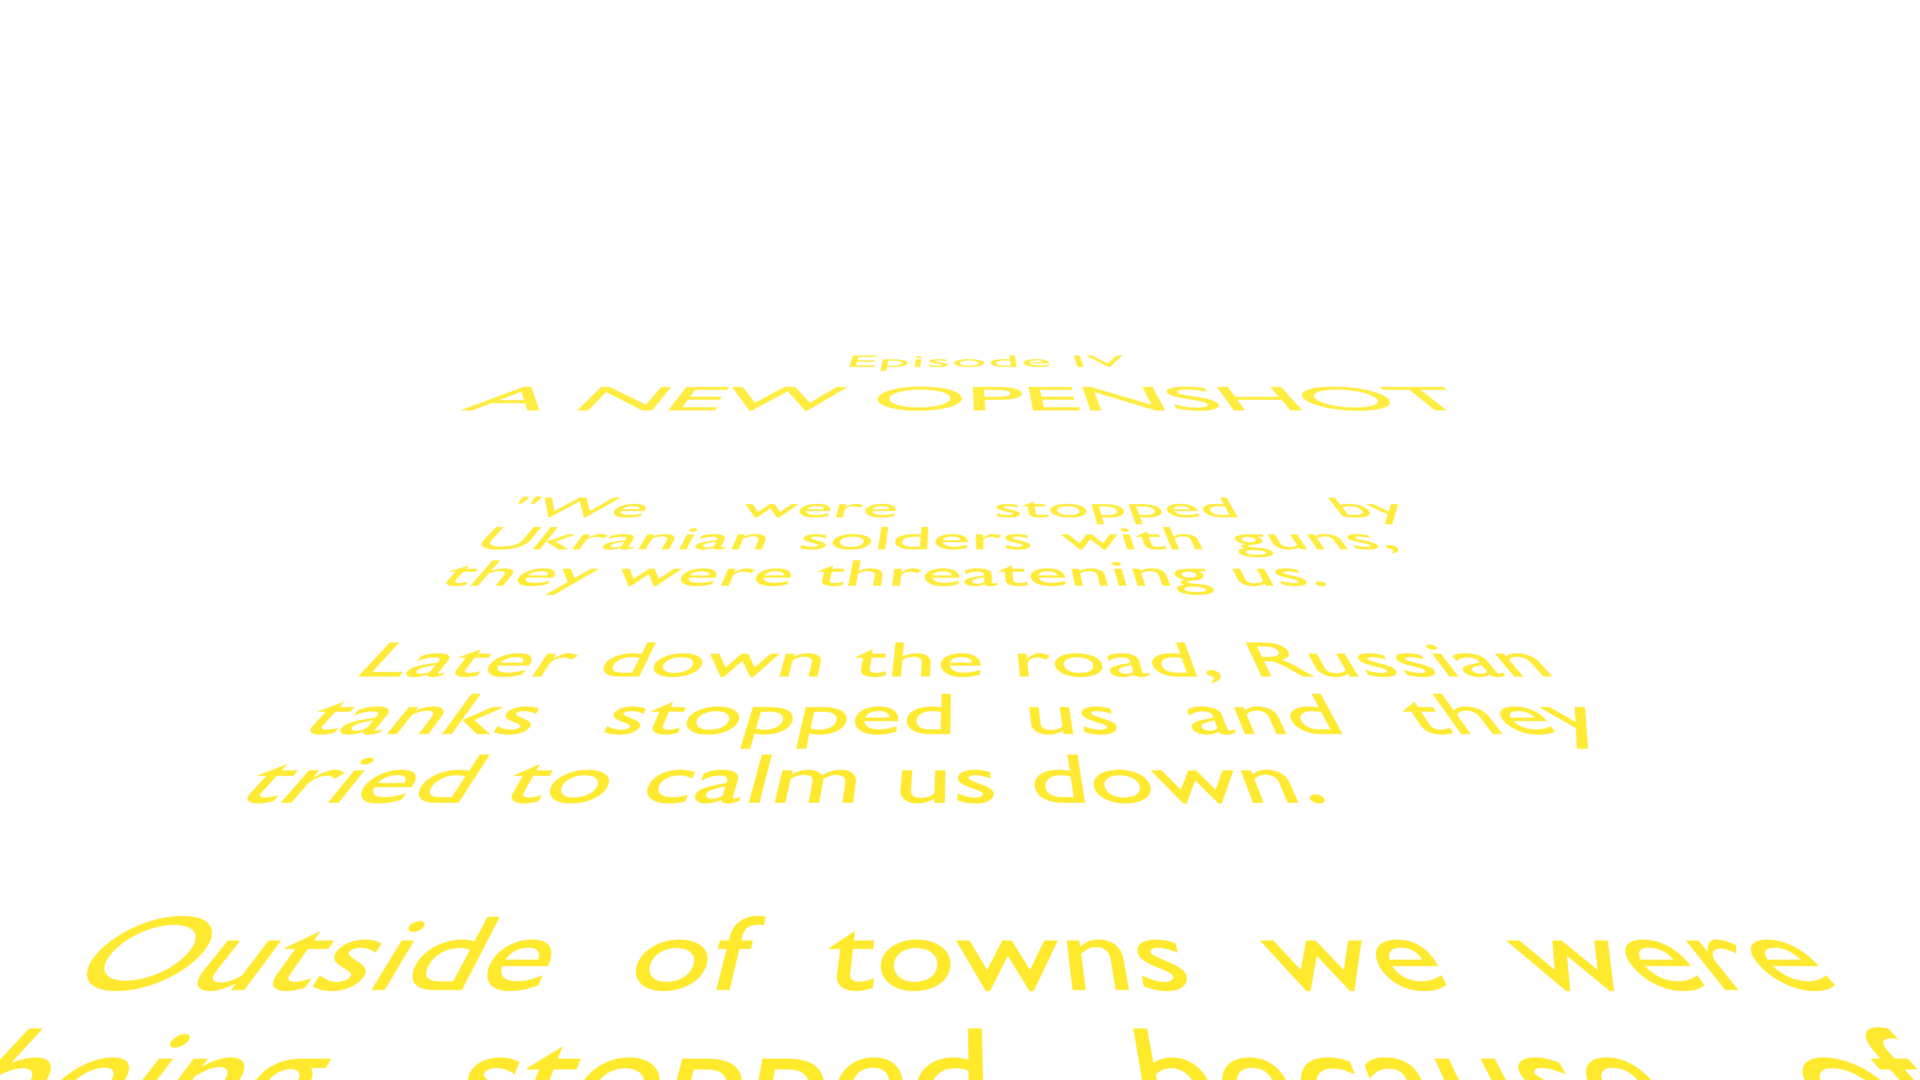 Episode IV
A NEW OPENSHOT
"We were stopped by
Ukranian solders with guns,
they were threatening us.
Later down the road, Russian
tanks stopped us and they
tried to calm us down.
Outside of towns we were
being stopped because of